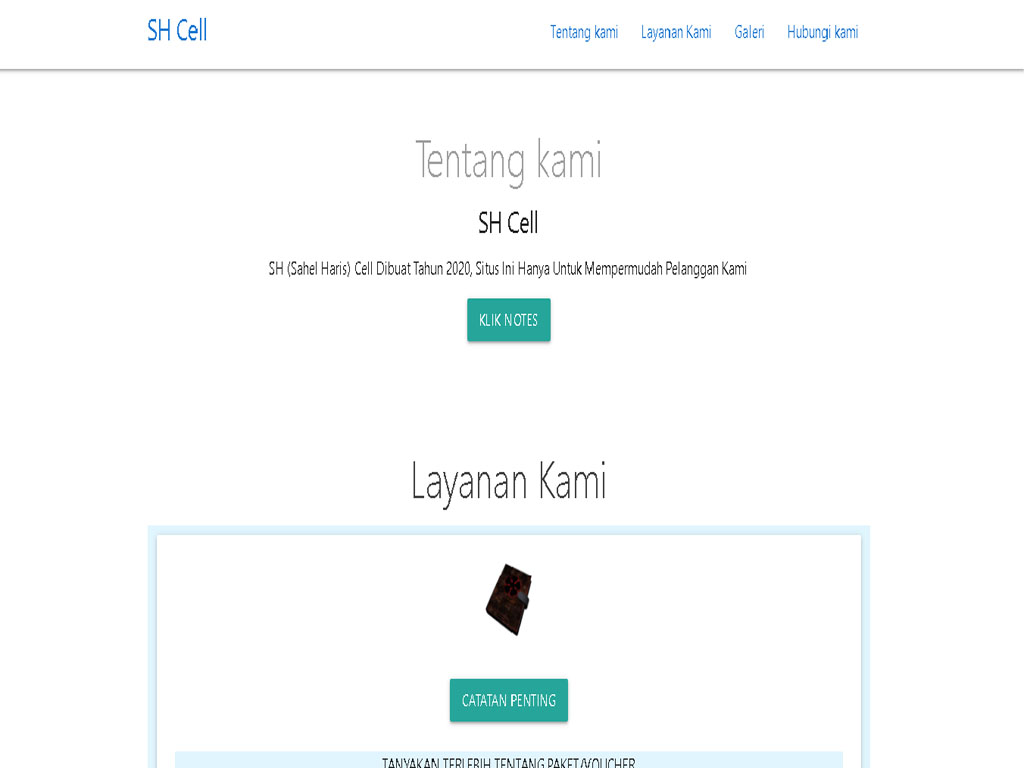 SH Cell
Tentang kami
Layanan Kami
Galeri
Hubungi kami
Tentang kami
SH Cell
SH (Sahel Haris) Cell Dibuat Tahun 2020, Situs Ini Hanya Untuk Mempermudah Pelanggan Kami
KLIK NOTES
Layanan Kami
CATATAN PENTING
TANYAKAN TERLEBIH TENTANG PAKET/VOUCHER